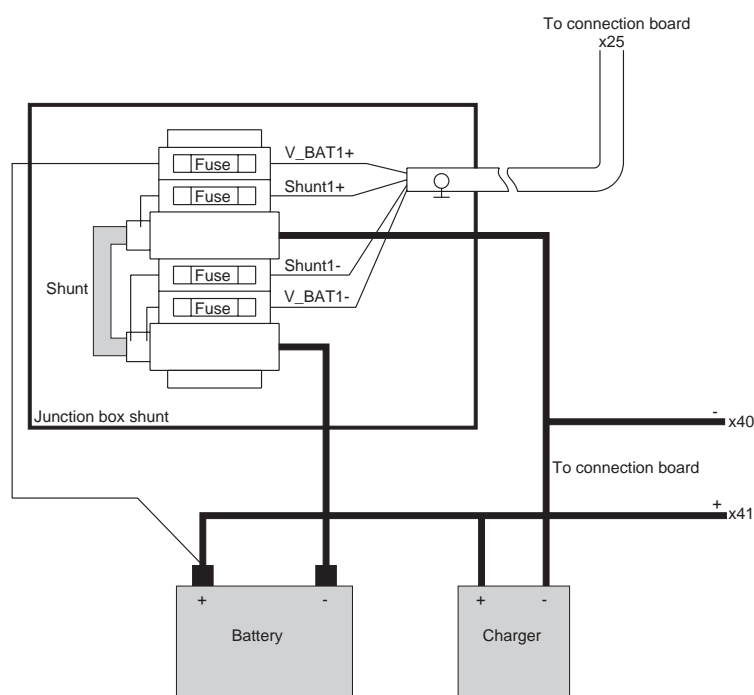 To connection board
x25
V_BAT1+
Fuse
Shunt1+
Fuse
Shunt1-
Fuse
Shunt
V_BAT1-
Fuse
Junction box shunt
-
x40
To connection board
+
x41
+ -
Battery
+ -
Charger